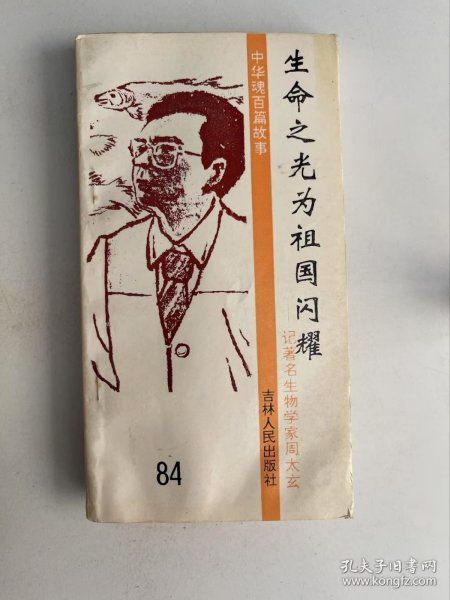 生命之光为祖国闪耀
记著名生物学家周太玄
中华魂百篇故事
吉林人民出版社
84
孔夫子旧书网
www.kongfz.com